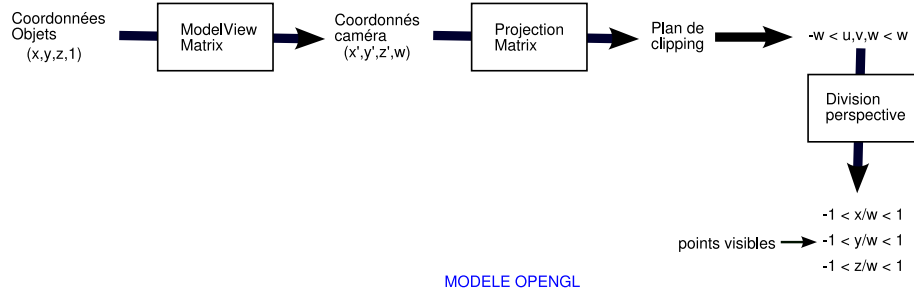 Coordonnées
Objets
(x,y,z,1)
ModelView
Matrix
Coordonnés
caméra
(x',y',z',w)
Projection
Matrix
Plan de
clipping
-w < u,v,w < w
Division
perspective
-1 < x/w < 1
points visibles
-1 < y/w < 1
-1 < z/w < 1
MODELE OPENGL